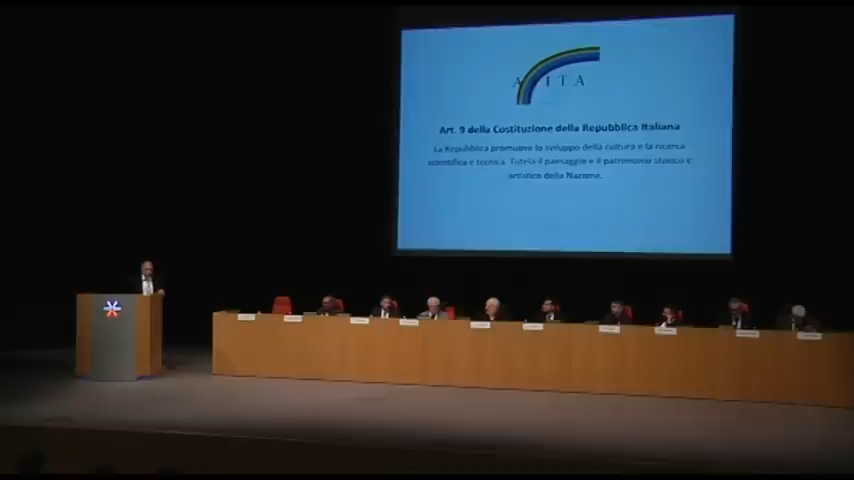 AVITA
Art. 9 della Costituzione della Repubblica Italiana
La Repubblica promuove lo sviluppo della cultura e la ricerca
scientifica e tecnica. Tutela il paesaggio e il patrimonio storico e
artistico della Nazione.